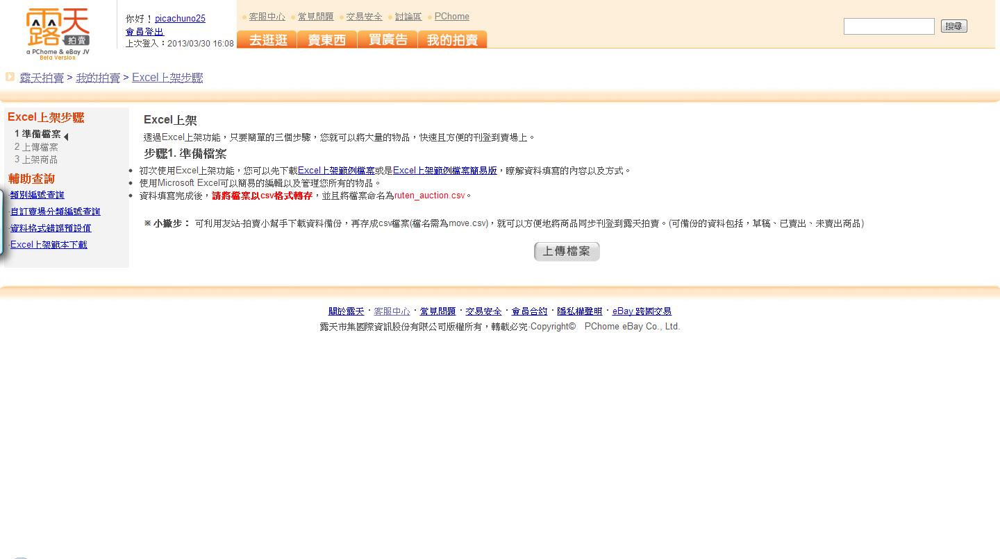 露天拍賣
a PChome & eBay JV
Beta Version
你好！picachuno25
會員登出
上次登入：2013/03/30 16:08
客服中心 常見問題 交易安全 討論區 PChome
去逛逛 賣東西 買廣告 我的拍賣
搜尋
露天拍賣 > 我的拍賣 > Excel上架步驟
Excel上架步驟
1 準備檔案
2 上傳檔案
3 上架商品
輔助查詢
·類別編號查詢
·自訂賣場分類編號查詢
·資料格式錯誤預設值
·Excel上架範本下載
Excel上架
透過Excel上架功能，只要簡單的三個步驟，您就可以將大量的物品，快速且方便的刊登到賣場上。
步驟1. 準備檔案
• 初次使用Excel上架功能，您可以先下載Excel上架範例檔案或是Excel上架範例檔案簡易版，瞭解資料填寫的內容以及方式。
• 使用Microsoft Excel可以簡易的編輯以及管理您所有的物品。
• 資料填寫完成後，請將檔案以csv格式轉存，並且將檔案命名為ruten_auction.csv。
※ 小撇步： 可利用友站-拍賣小幫手下載資料備份，再存成csv檔案(檔名需為move.csv)，就可以方便地將商品同步刊登到露天拍賣。(可備份的資料包括，草稿、已賣出、未賣出商品)
上傳檔案
關於露天‧客服中心‧常見問題‧交易安全‧會員合約‧隱私權聲明‧eBay 跨國交易
露天市集國際資訊股份有限公司版權所有，轉載必究‧Copyright© PChome eBay Co., Ltd.